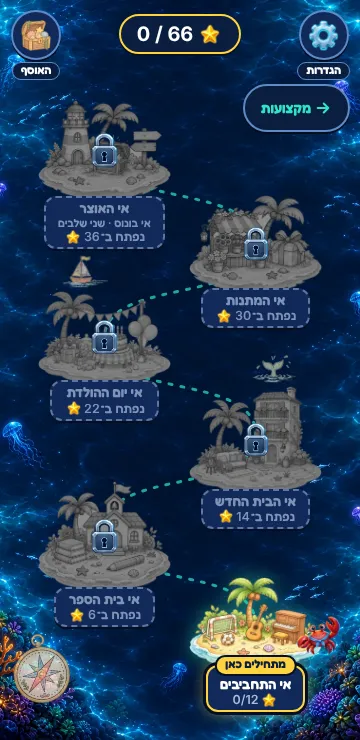 0 / 66
האוסף
הגדרות
מקצועות →
אי האוצר
אי בונוס · שני שלבים
נפתח ב־36
אי המתנות
נפתח ב־30
אי יום ההולדת
נפתח ב־22
אי הבית החדש
נפתח ב־14
אי בית הספר
נפתח ב־6
מתחילים כאן
אי התחביבים
0/12